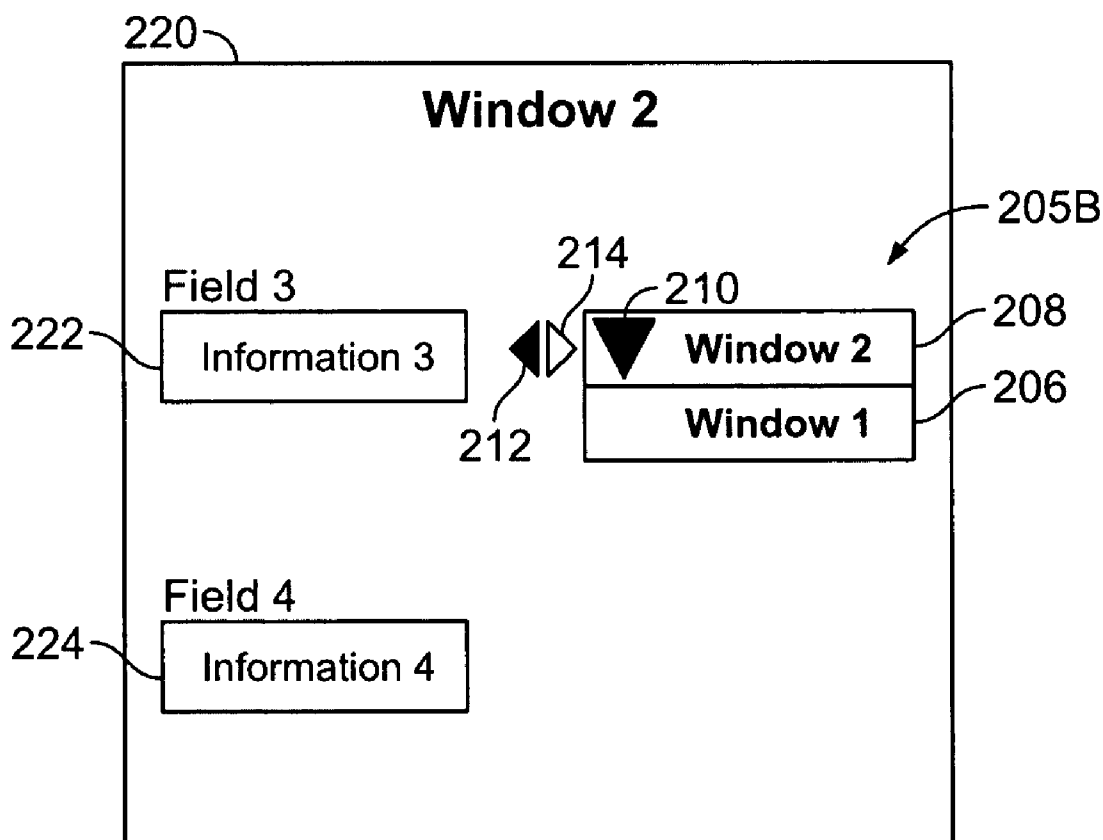 220
Window 2
205B
214
210
Field 3
208
222
Information 3
Window 2
206
212
Window 1
Field 4
224
Information 4